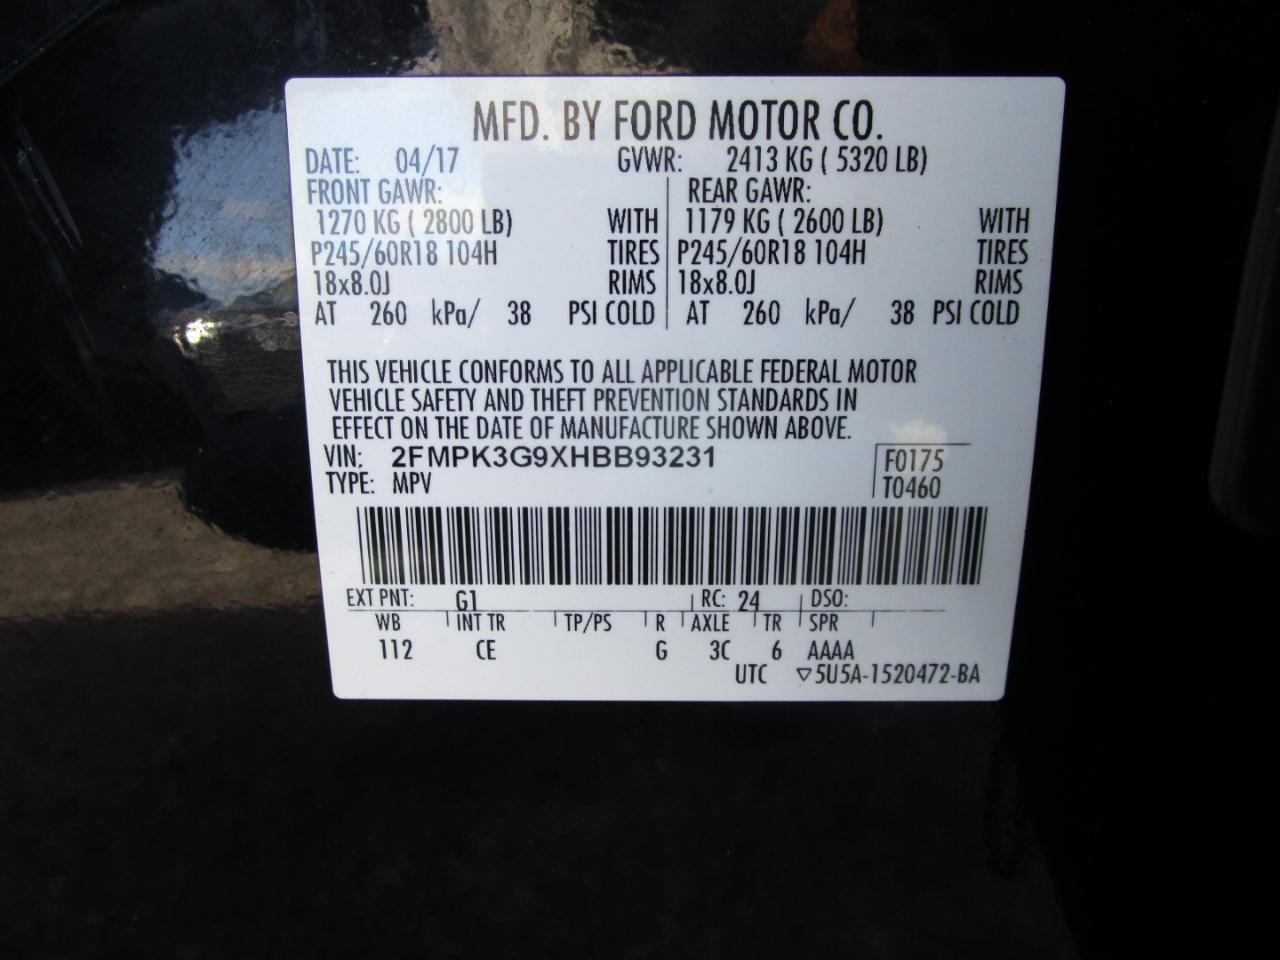 MFD. BY FORD MOTOR CO.
DATE: 04/17 GVWR: 2413 KG ( 5320 LB)
FRONT GAWR: REAR GAWR:
1270 KG ( 2800 LB) WITH 1179 KG ( 2600 LB) WITH
P245/60R18 104H TIRES P245/60R18 104H TIRES
18x8.0J RIMS 18x8.0J RIMS
AT 260 kPa/ 38 PSI COLD AT 260 kPa/ 38 PSI COLD
THIS VEHICLE CONFORMS TO ALL APPLICABLE FEDERAL MOTOR
VEHICLE SAFETY AND THEFT PREVENTION STANDARDS IN
EFFECT ON THE DATE OF MANUFACTURE SHOWN ABOVE.
VIN: 2FMPK3G9XHBB93231 F0175
TYPE: MPV T0460
EXT PNT: G1 RC: 24 DSO:
WB INT TR TP/PS R AXLE TR SPR
112 CE G 3C 6 AAAA
UTC ▽5U5A-1520472-BA